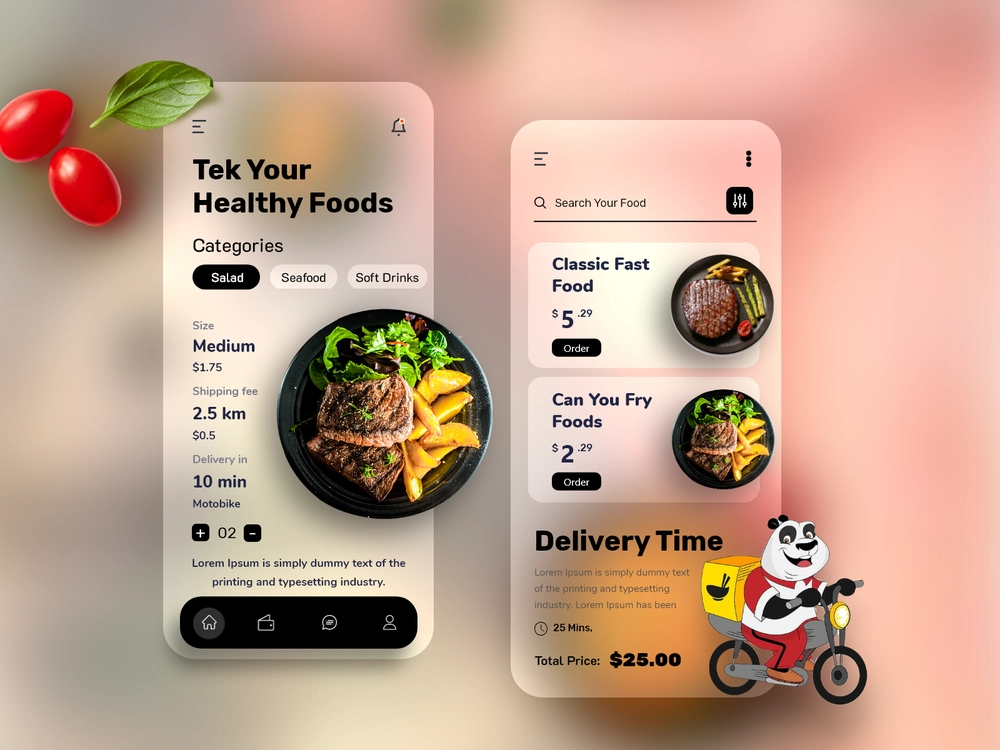 Tek Your
Healthy Foods
Categories
Salad
Seafood
Soft Drinks
Size
Medium
$1.75
Shipping fee
2.5 km
$0.5
Delivery in
10 min
Motobike
+ 02 -
Lorem Ipsum is simply dummy text of the
printing and typesetting industry.
Search Your Food
Classic Fast
Food
$5.29
Order
Can You Fry
Foods
$2.29
Order
Delivery Time
Lorem Ipsum is simply dummy text
of the printing and typesetting
industry. Lorem Ipsum has been
25 Mins,
Total Price: $25.00